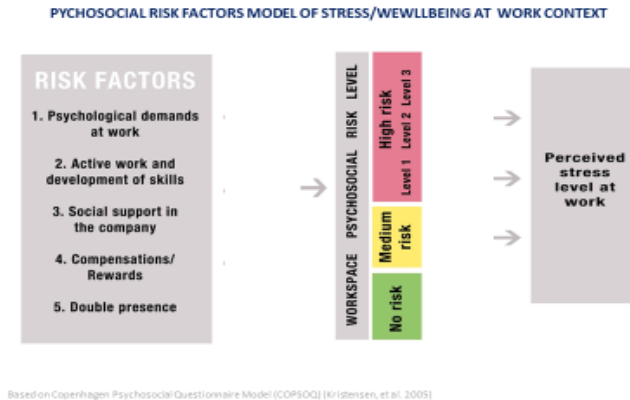 PYCHOSOCIAL RISK FACTORS MODEL OF STRESS/WEWLLBEING AT WORK CONTEXT
RISK FACTORS
1. Psychological demands
at work
2. Active work and
development of skills
3. Social support in
the company
4. Compensations/
Rewards
5. Double presence
WORKSPACE PSYCHOSOCIAL RISK LEVEL
High risk
Level 1 Level 2 Level 3
Medium
risk
No risk
Perceived
stress
level at
work
Based on Copenhagen Psychosocial Questionnaire Model (COPSOQ) (Kristensen, et al. 2005)